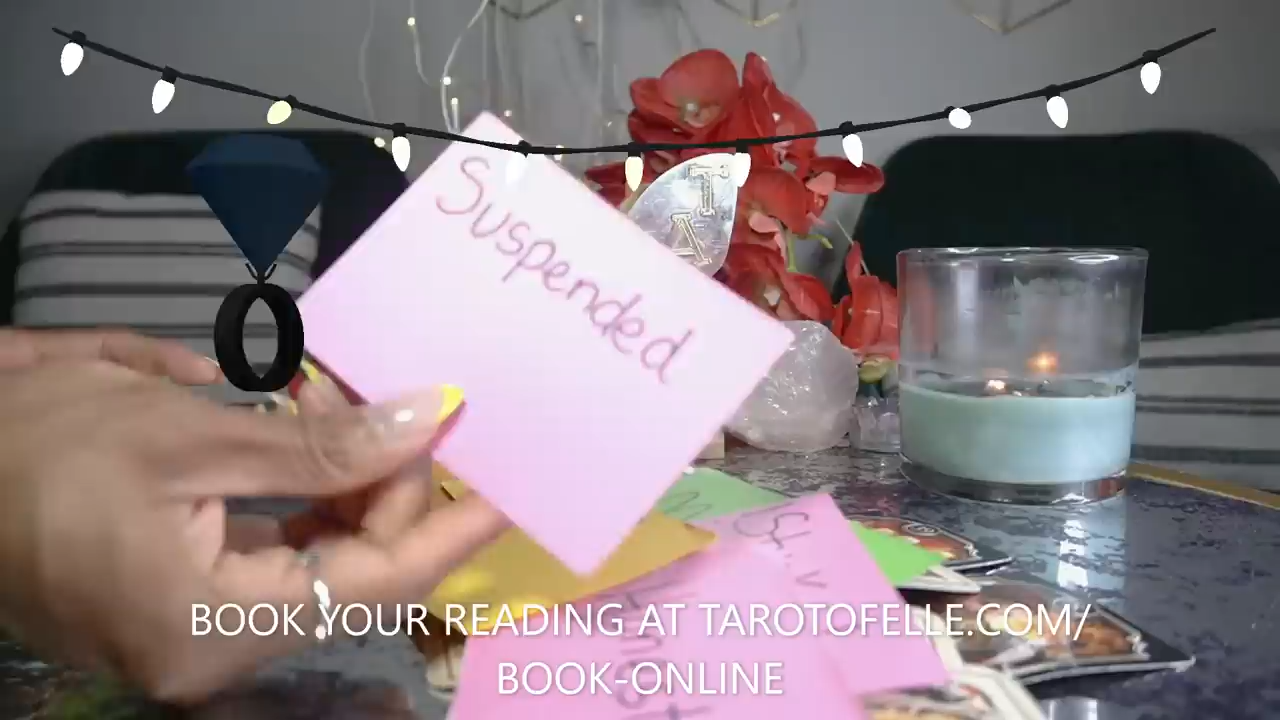 T
A
Suspended
BOOK YOUR READING AT TAROTOFELLE.COM/
BOOK-ONLINE